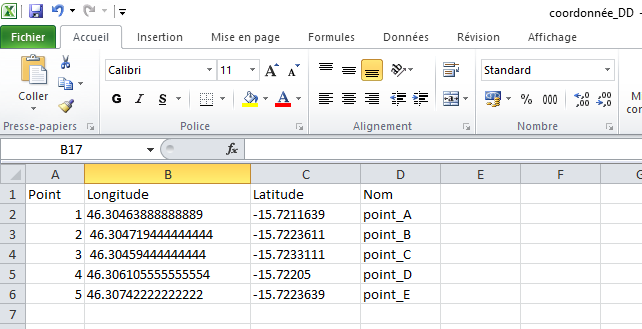 coordonnée_DD -
Fichier Accueil Insertion Mise en page Formules Données Révision Affichage
Coller
Calibri 11 A A
Standard
G I S A
% 000 ,00 ,0
Presse-papiers Police Alignement Nombre
B17 fx
A B C D E F
1 Point Longitude Latitude Nom
2 1 46.30463888888889 -15.7211639 point_A
3 2 46.304719444444444 -15.7223611 point_B
4 3 46.30459444444444 -15.7233111 point_C
5 4 46.306105555555554 -15.72205 point_D
6 5 46.30742222222222 -15.7223639 point_E
7